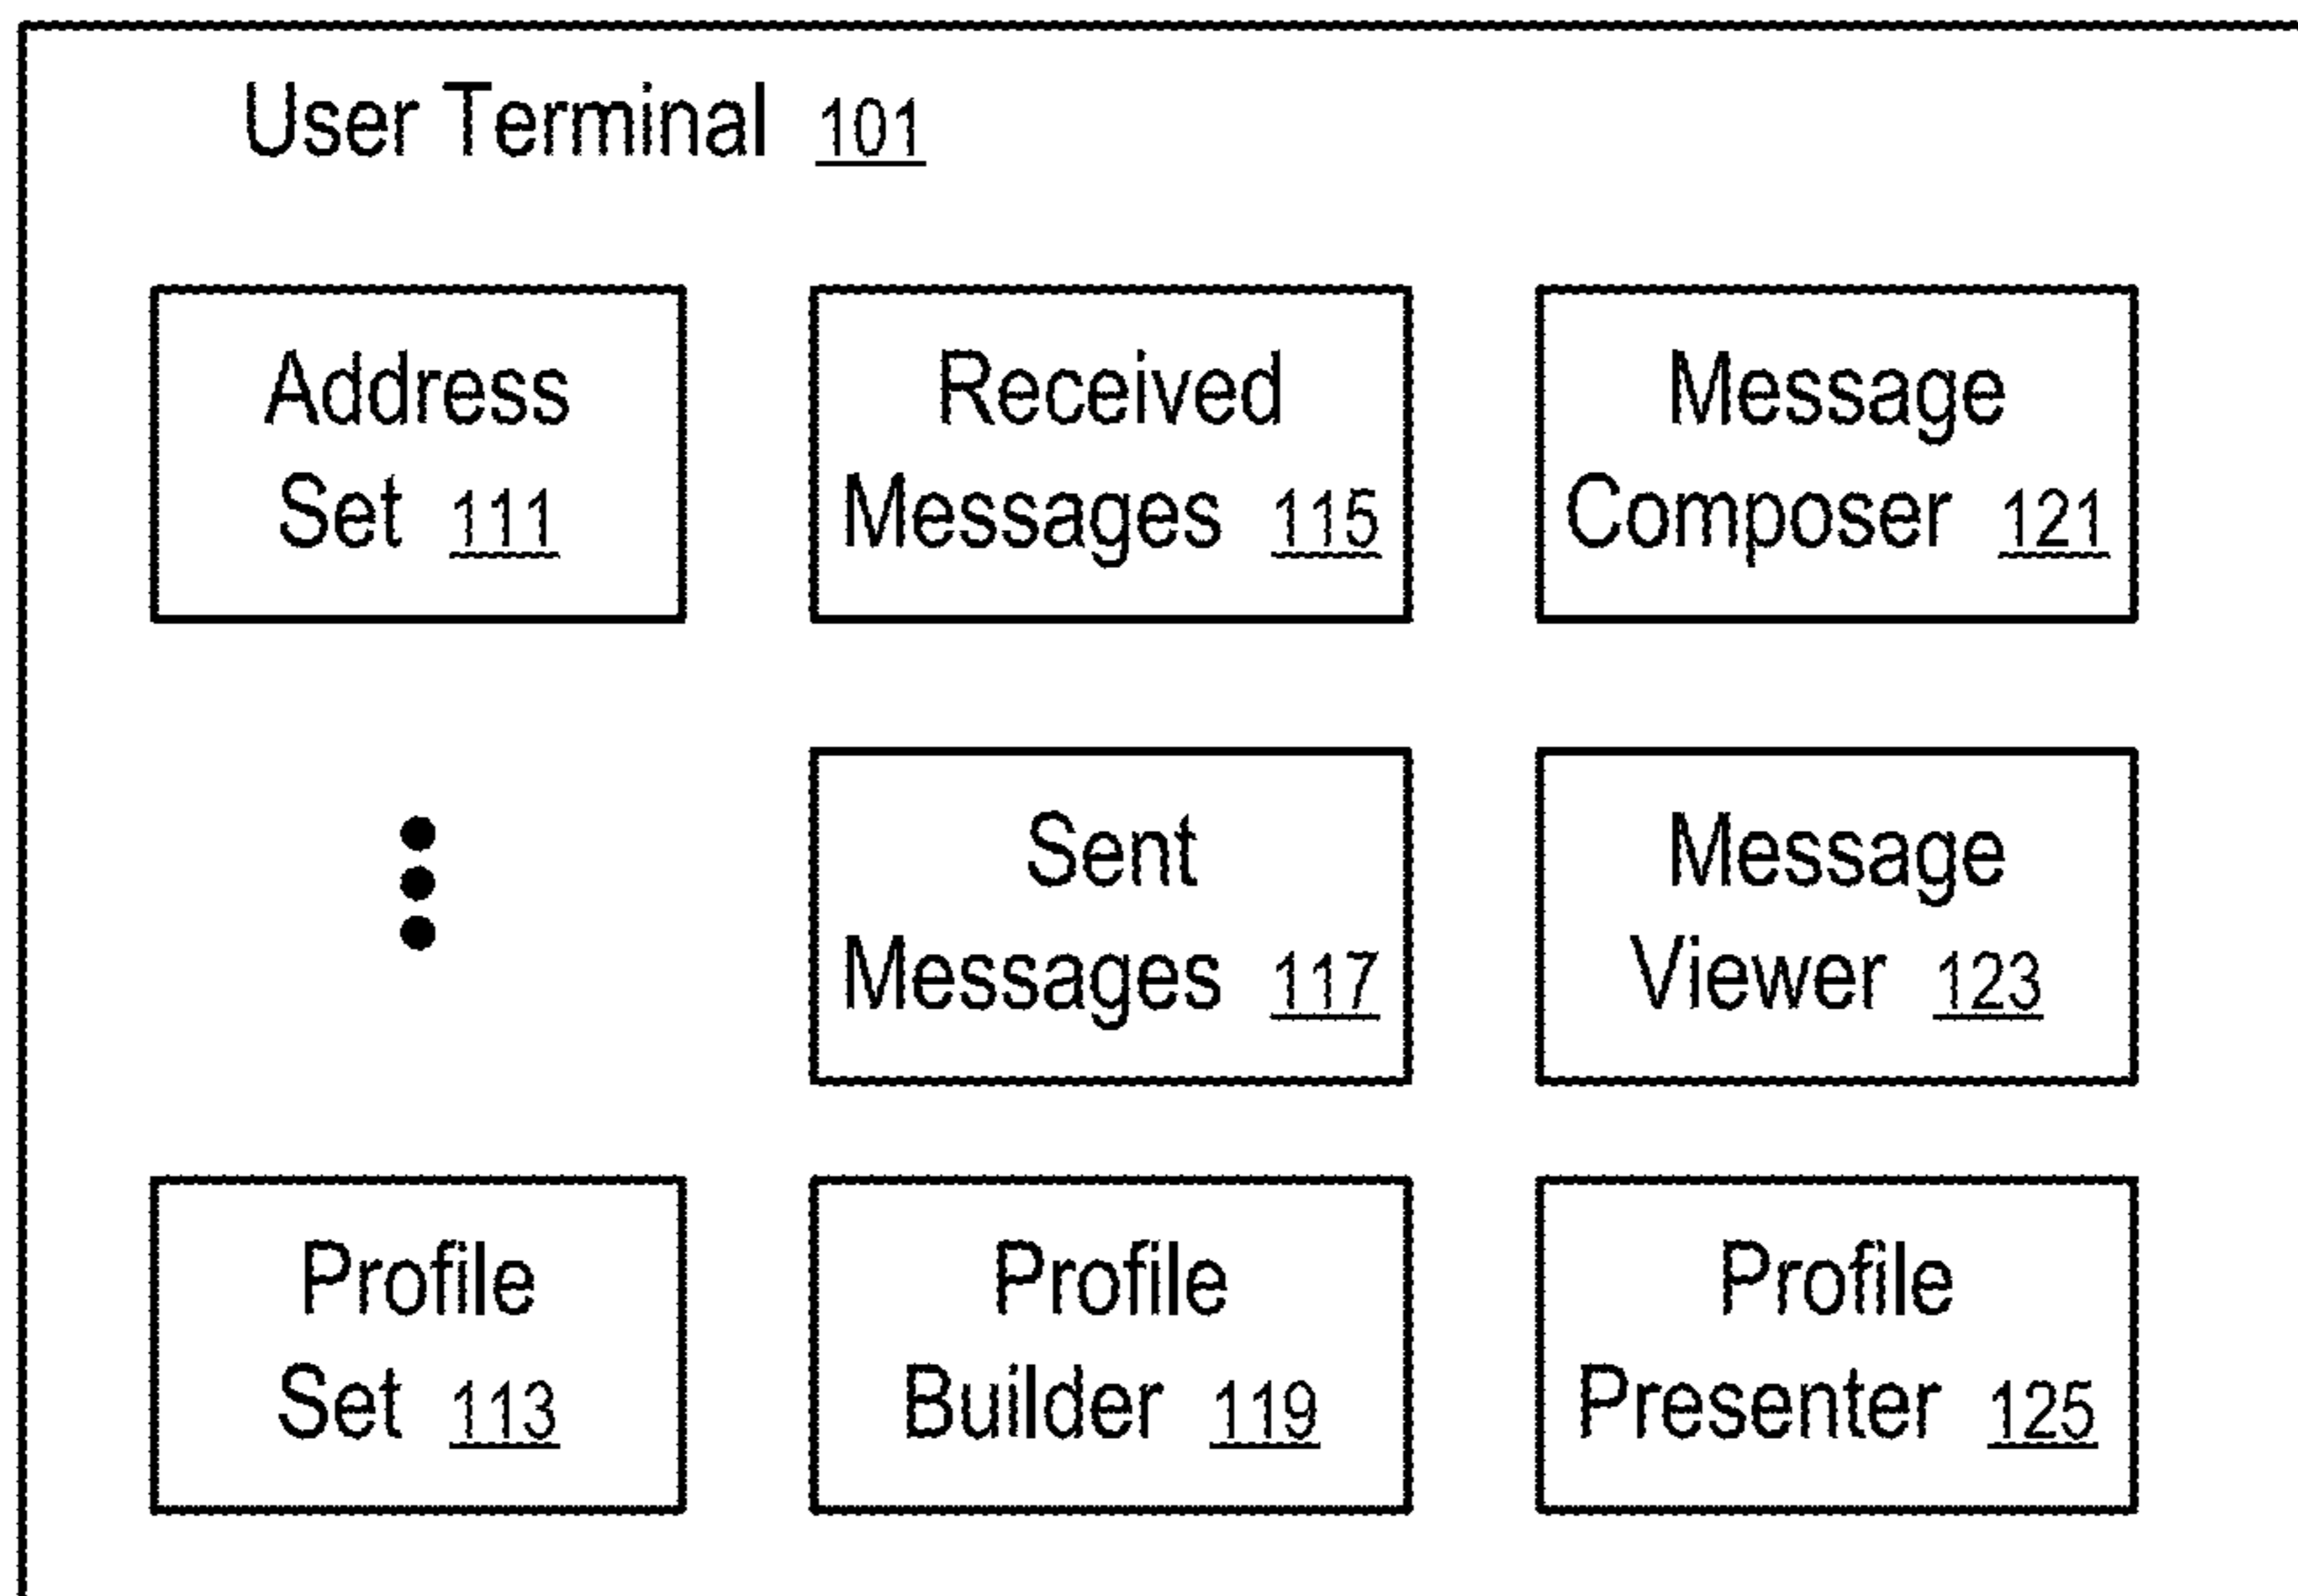 User Terminal 101
Address
Set 111
Received
Messages 115
Message
Composer 121
Sent
Messages 117
Message
Viewer 123
Profile
Set 113
Profile
Builder 119
Profile
Presenter 125